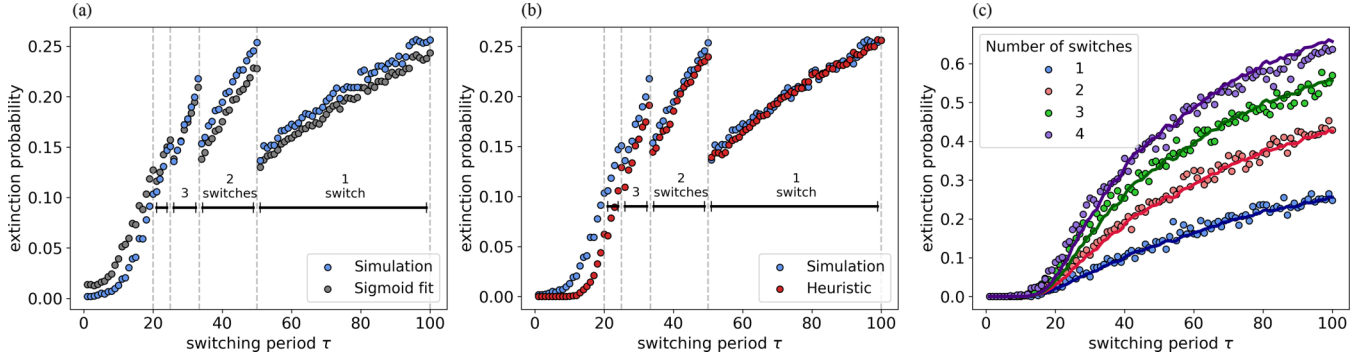 (a)
extinction probability
0.25
0.20
0.15
0.10
0.05
0.00
3
2
switches
1
switch
Simulation
Sigmoid fit
0 20 40 60 80 100
switching period τ
(b)
extinction probability
0.25
0.20
0.15
0.10
0.05
0.00
3
2
switches
1
switch
Simulation
Heuristic
0 20 40 60 80 100
switching period τ
(c)
extinction probability
0.6
0.5
0.4
0.3
0.2
0.1
0.0
Number of switches
1
2
3
4
0 20 40 60 80 100
switching period τ